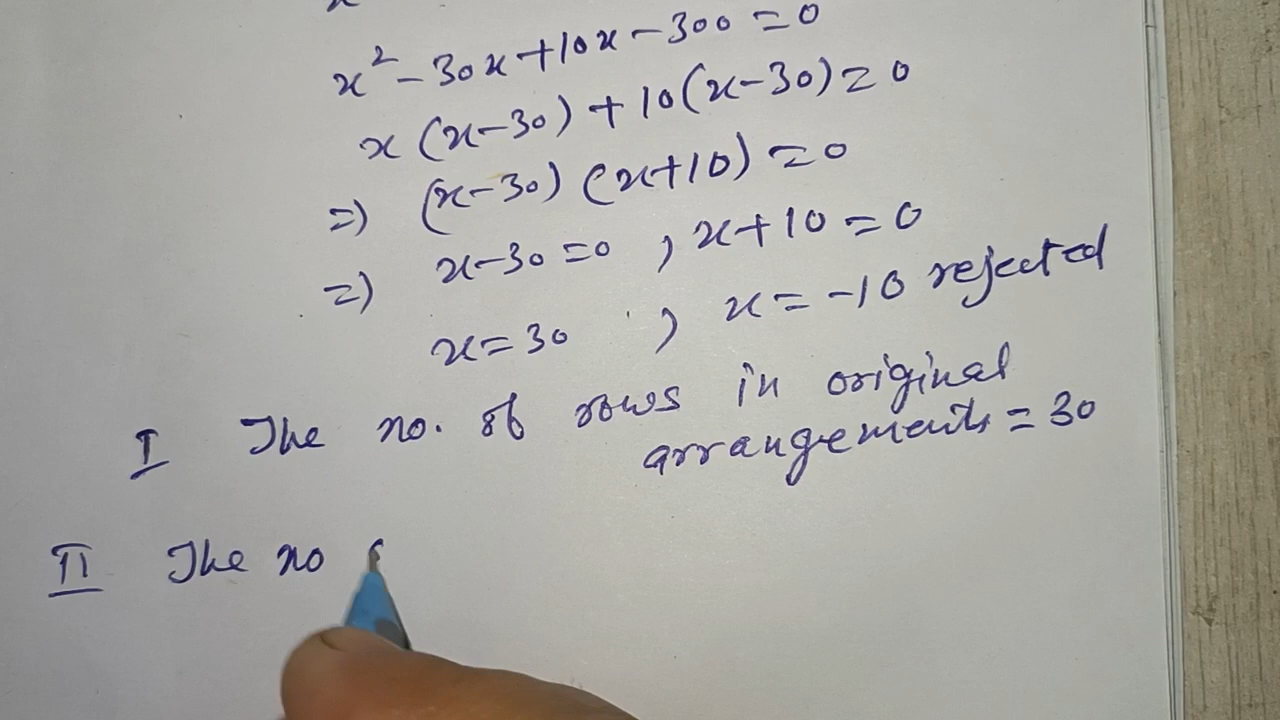 x² - 30x + 10x - 300 = 0
x (x - 30) + 10 (x - 30) = 0
=) (x - 30) (x + 10) = 0
=) x - 30 = 0 , x + 10 = 0
x = 30 , x = -10 rejected
I The no. of rows in original
arrangements = 30
II The no